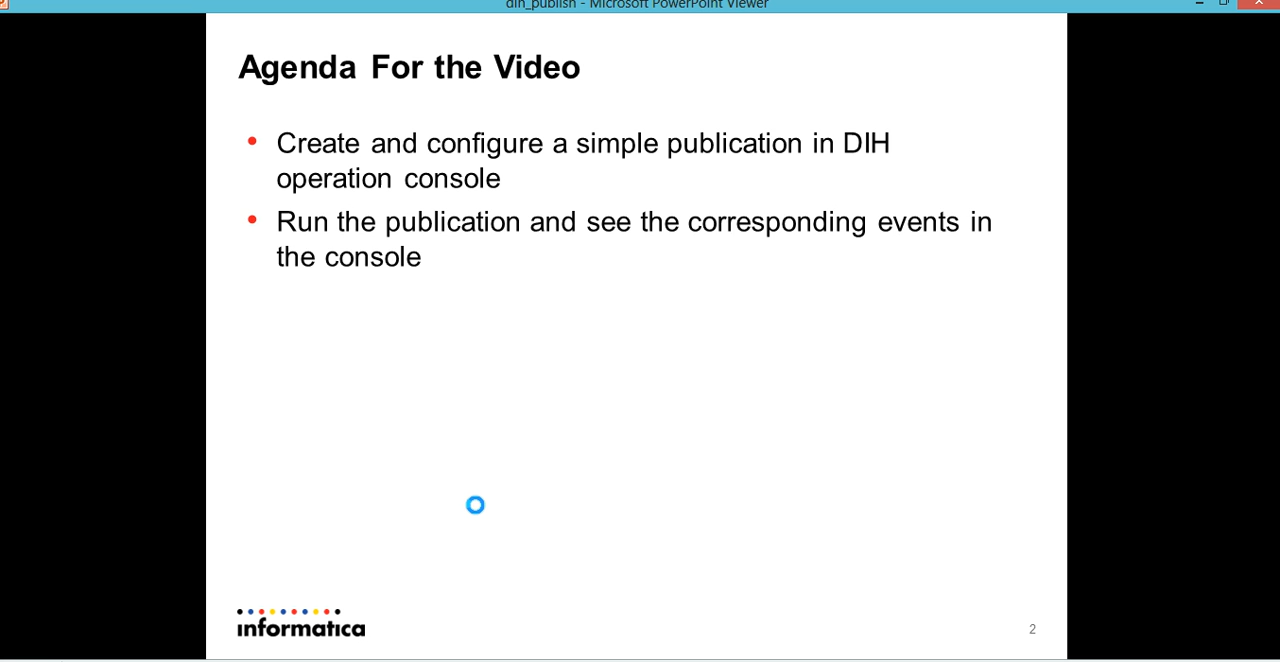 dih_publish - Microsoft PowerPoint Viewer
Agenda For the Video
Create and configure a simple publication in DIH
operation console
Run the publication and see the corresponding events in
the console
informatica
2